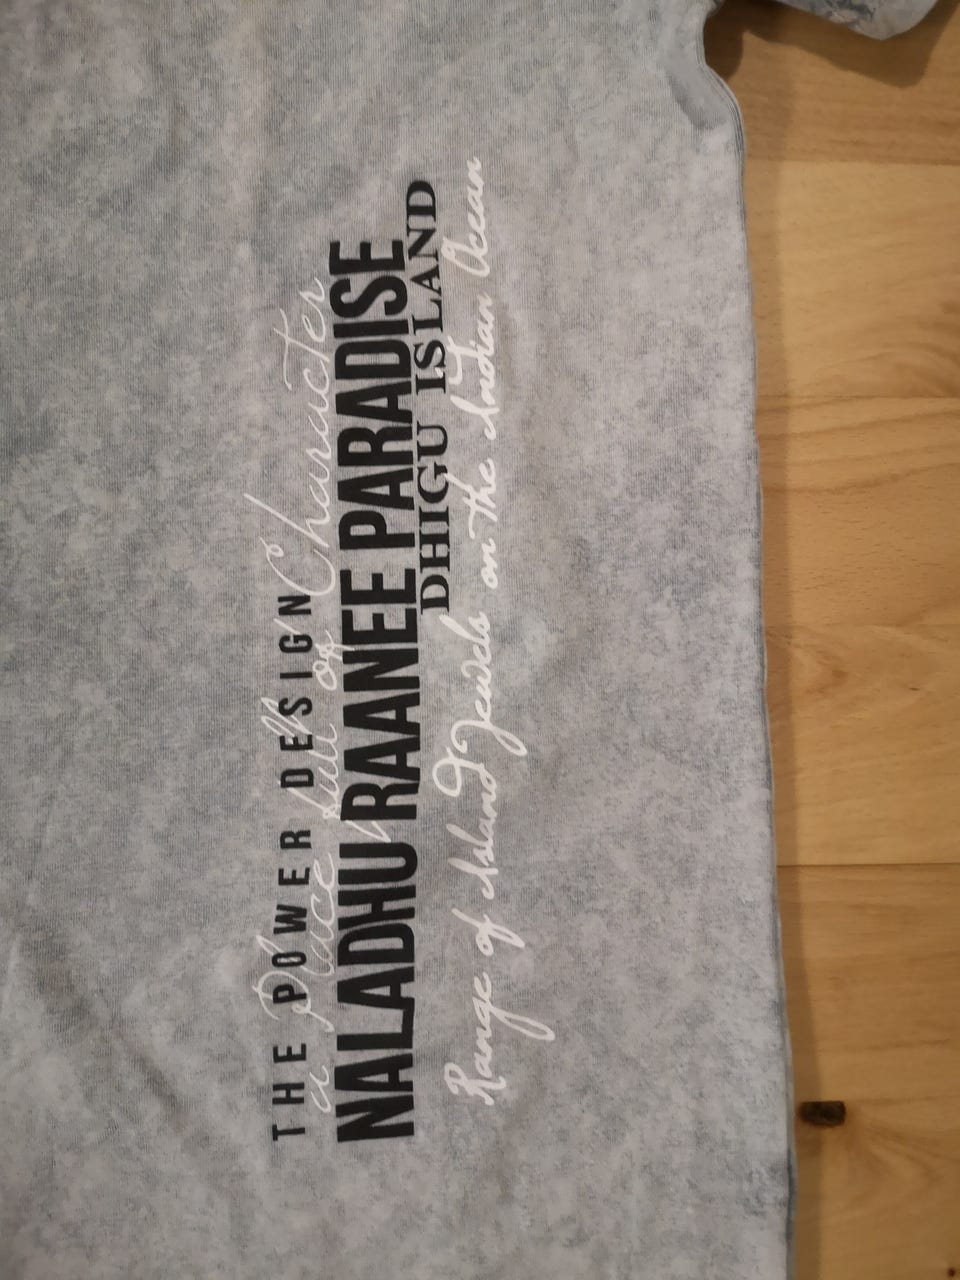 THE POWER DESIGN
a Place full of Character
NALADHU RAANEE PARADISE
DHIGU ISLAND
Range of Island Jewels on the Indian Ocean